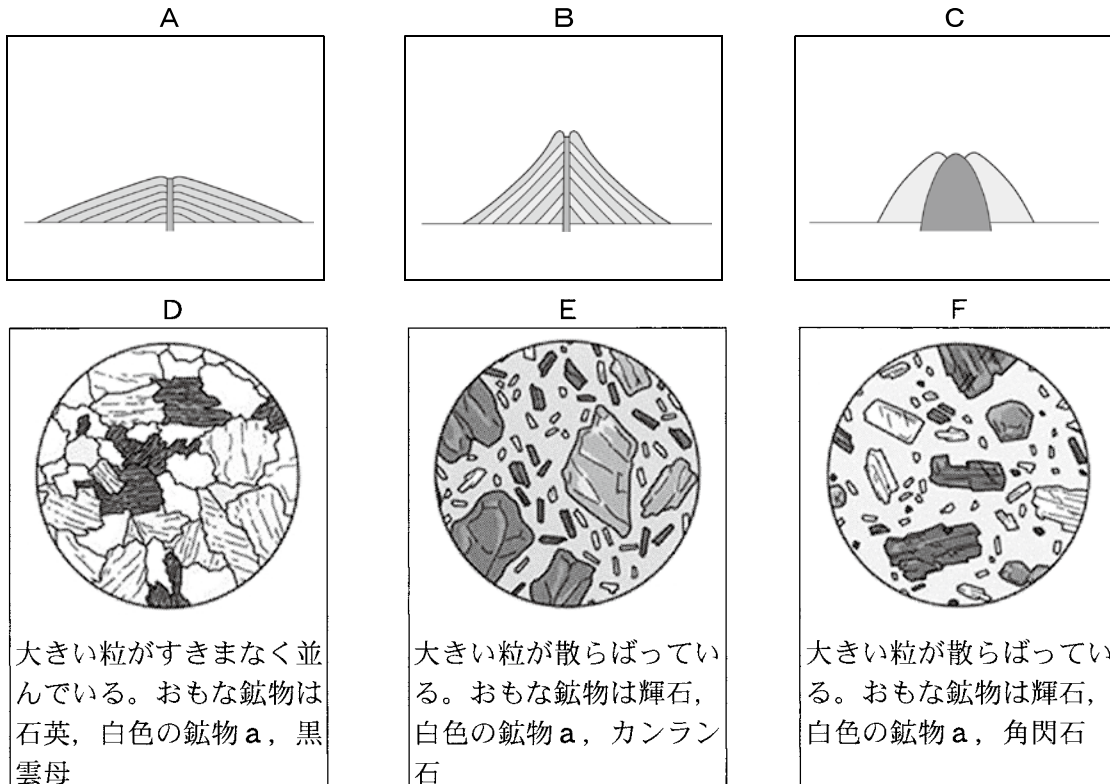 A
B
C
D
E
F
大きい粒がすきまなく並
んでいる。おもな鉱物は
石英，白色の鉱物a，黒
雲母
大きい粒が散らばってい
る。おもな鉱物は輝石，
白色の鉱物a，カンラン
石
大きい粒が散らばってい
る。おもな鉱物は輝石，
白色の鉱物a，角閃石